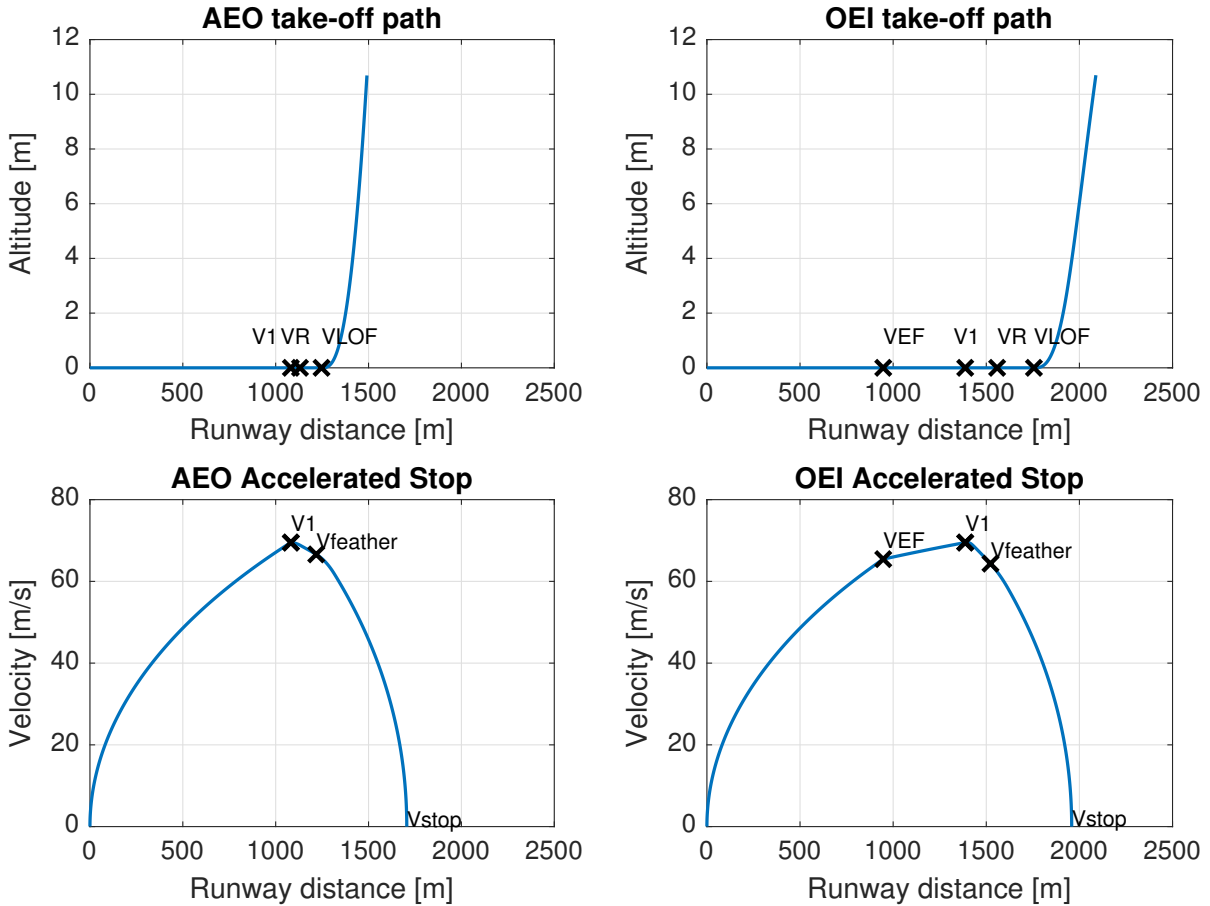 AEO take-off path
12
10
8
6
4
2
0
Altitude [m]
V1 VR VLOF
0 500 1000 1500 2000 2500
Runway distance [m]
OEI take-off path
12
10
8
6
4
2
0
Altitude [m]
VEF V1 VR VLOF
0 500 1000 1500 2000 2500
Runway distance [m]
AEO Accelerated Stop
80
60
40
20
0
Velocity [m/s]
V1
Vfeather
Vstop
0 500 1000 1500 2000 2500
Runway distance [m]
OEI Accelerated Stop
80
60
40
20
0
Velocity [m/s]
V1
VEF
Vfeather
Vstop
0 500 1000 1500 2000 2500
Runway distance [m]